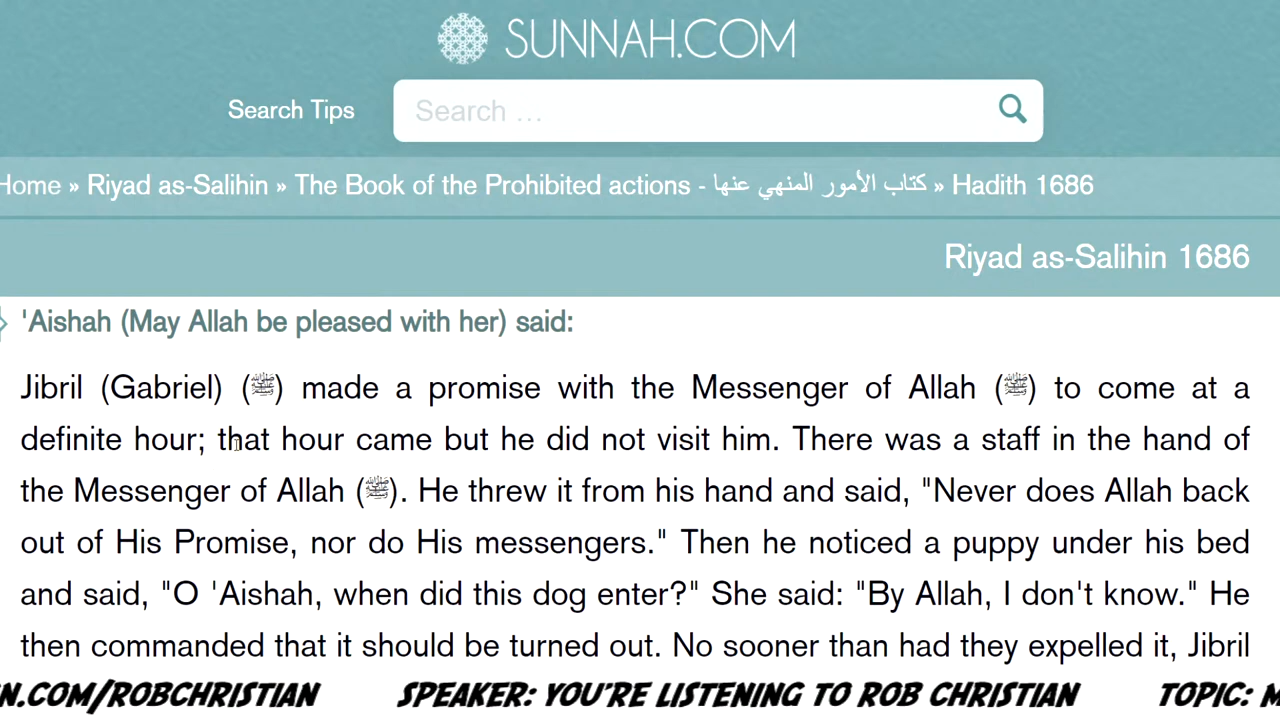 SUNNAH.COM
Search Tips
Search ...
Home » Riyad as-Salihin » The Book of the Prohibited actions - كتاب الأمور المنهي عنها » Hadith 1686
Riyad as-Salihin 1686
'Aishah (May Allah be pleased with her) said:
Jibril (Gabriel) (ﷺ) made a promise with the Messenger of Allah (ﷺ) to come at a
definite hour; that hour came but he did not visit him. There was a staff in the hand of
the Messenger of Allah (ﷺ). He threw it from his hand and said, "Never does Allah back
out of His Promise, nor do His messengers." Then he noticed a puppy under his bed
and said, "O 'Aishah, when did this dog enter?" She said: "By Allah, I don't know." He
then commanded that it should be turned out. No sooner than had they expelled it, Jibril
N.COM/ROBCHRISTIAN SPEAKER: YOU'RE LISTENING TO ROB CHRISTIAN TOPIC: M